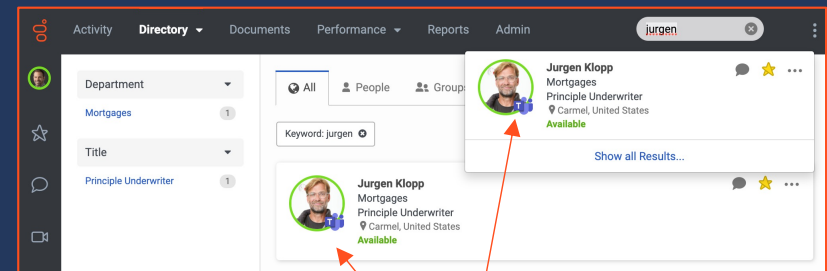 Activity Directory Documents Performance Reports Admin jurgen
Department
Mortgages 1
Title
Principle Underwriter 1
All People Groups
Keyword: jurgen
Jurgen Klopp
Mortgages
Principle Underwriter
Carmel, United States
Available
Jurgen Klopp
Mortgages
Principle Underwriter
Carmel, United States
Available
Show all Results...